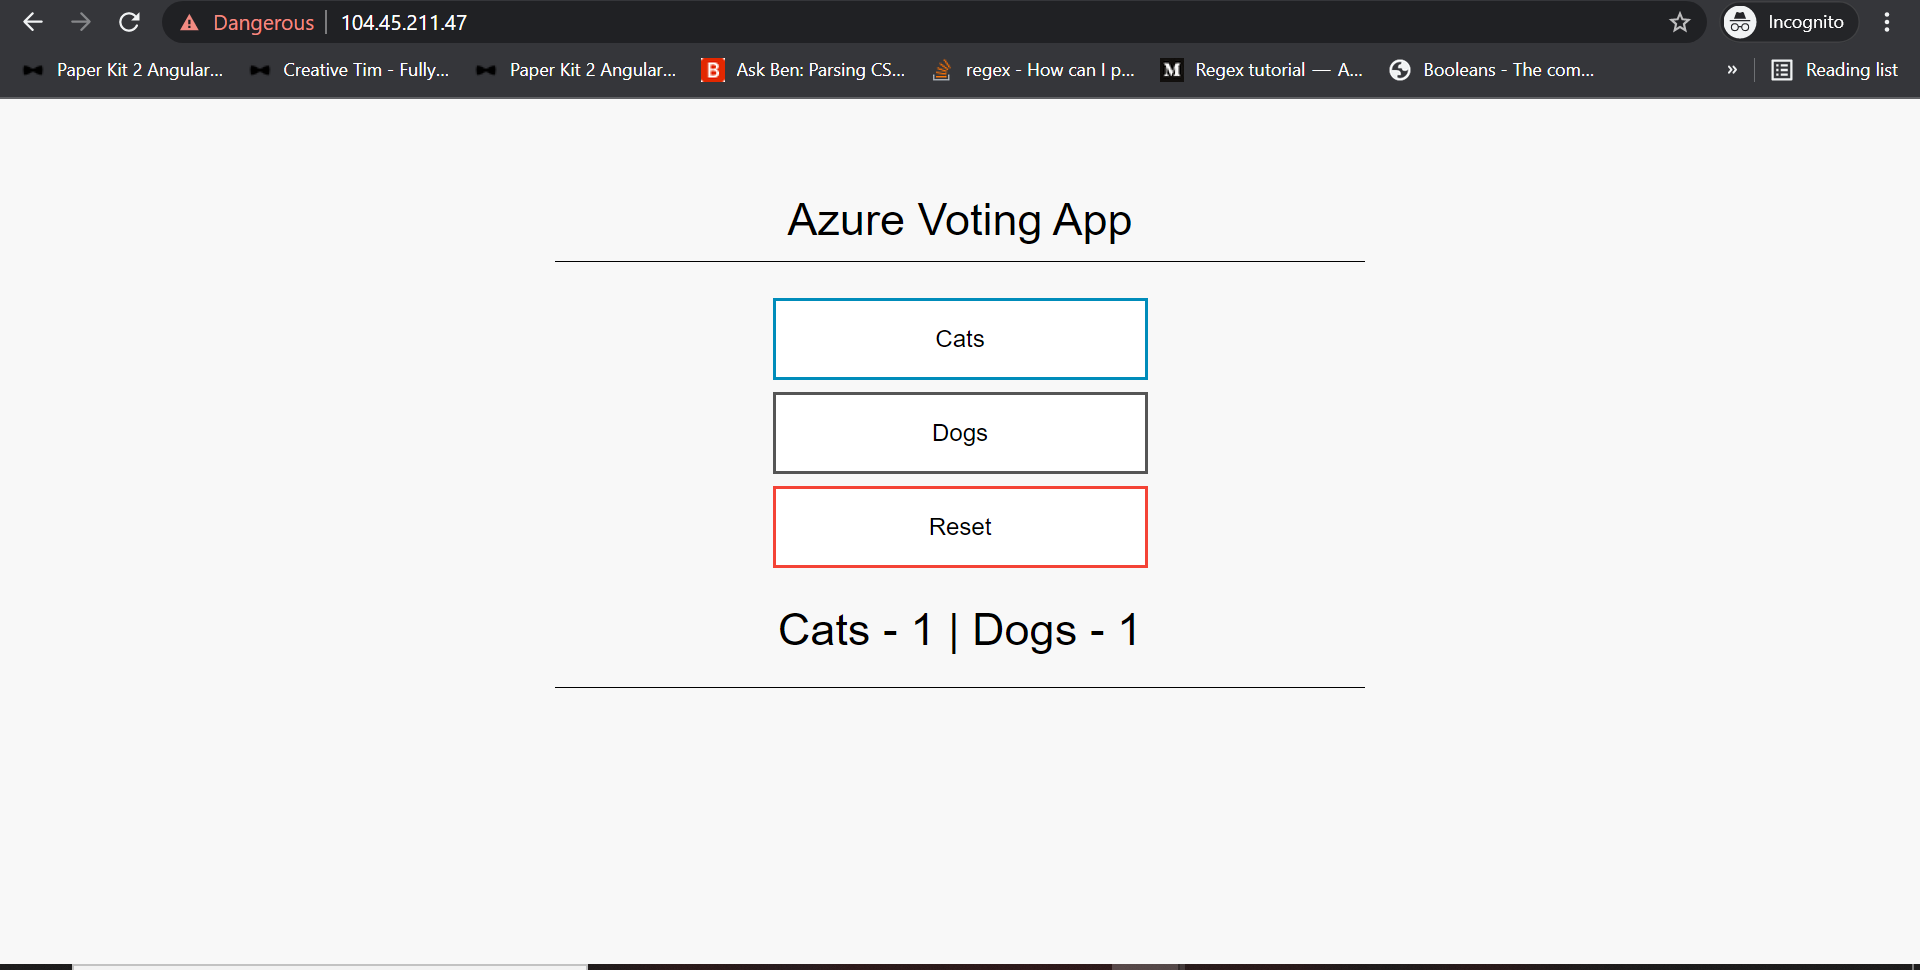 Dangerous | 104.45.211.47 Incognito
Paper Kit 2 Angular... Creative Tim - Fully... Paper Kit 2 Angular... B Ask Ben: Parsing CS... regex - How can I p... M Regex tutorial — A... Booleans - The com... » Reading list
Azure Voting App
Cats
Dogs
Reset
Cats - 1 | Dogs - 1